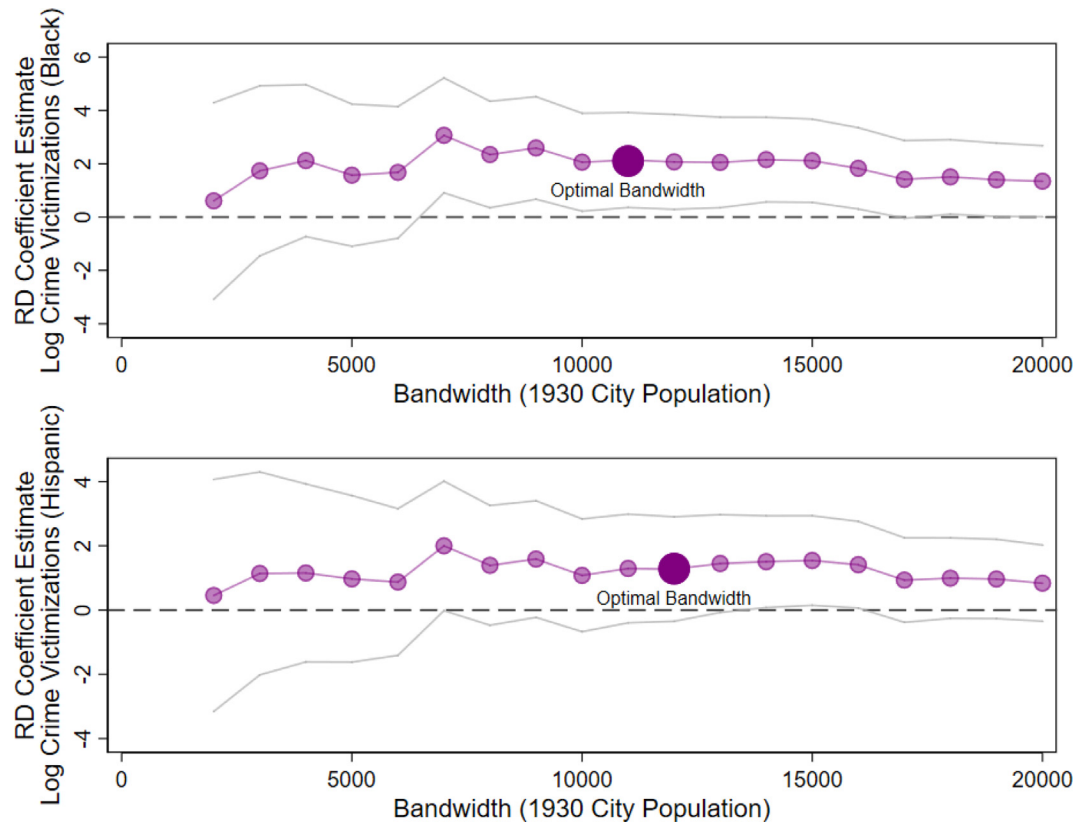 RD Coefficient Estimate
Log Crime Victimizations (Black)
6
4
2
0
-2
-4
Optimal Bandwidth
0 5000 10000 15000 20000
Bandwidth (1930 City Population)
RD Coefficient Estimate
Log Crime Victimizations (Hispanic)
4
2
0
-2
-4
Optimal Bandwidth
0 5000 10000 15000 20000
Bandwidth (1930 City Population)